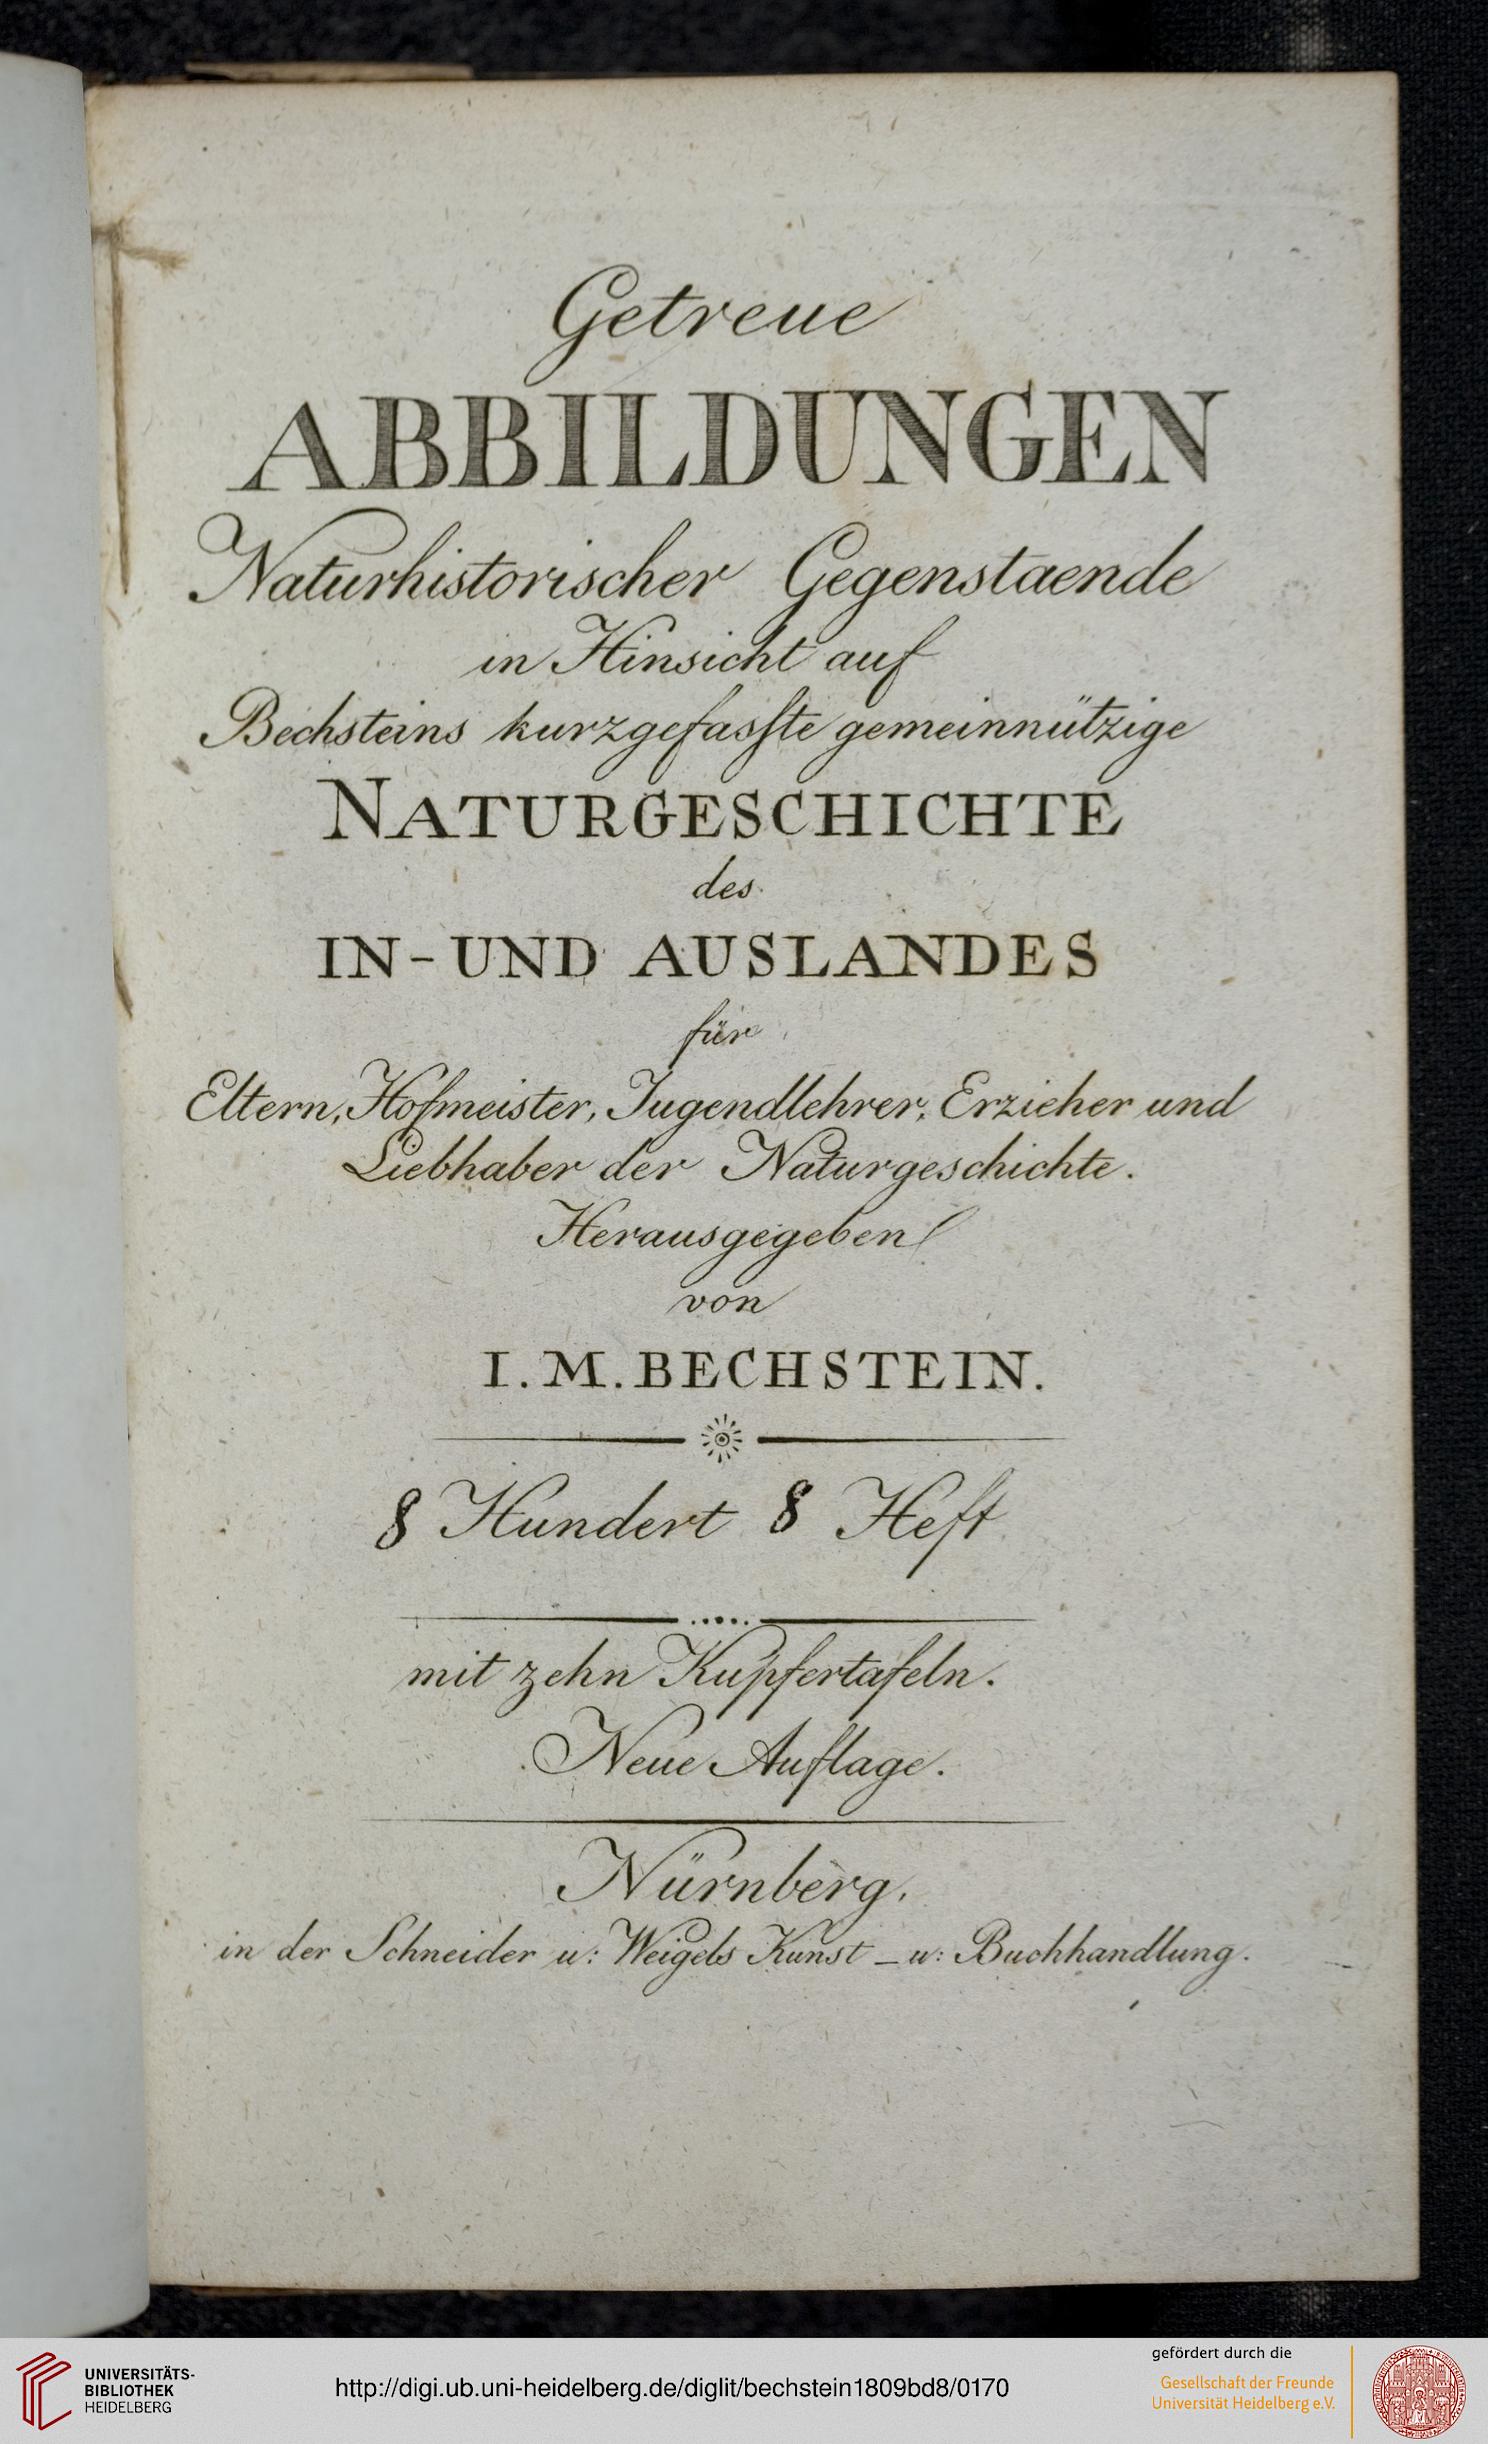 Getreue
ABBILDUNGEN
Naturhistorischer Gegenstaende
in Hinsicht auf
Bechsteins kurzgefasste gemeinnützige
NATURGESCHICHTE
des
IN-UND AUSLANDES
für
Eltern, Hofmeister, Jugendlehrer, Erzieher und
Liebhaber der Naturgeschichte.
Herausgegeben
von
I. M. BECHSTEIN.
8 Hundert 8 Heft
mit zehn Kupfertafeln.
Neue Auflage.
Nürnberg,
in der Schneider u: Weigels Kunst - u: Buchhandlung.
UNIVERSITÄTS-
BIBLIOTHEK
HEIDELBERG
http://digi.ub.uni-heidelberg.de/diglit/bechstein1809bd8/0170
gefördert durch die
Gesellschaft der Freunde
Universität Heidelberg e.V.